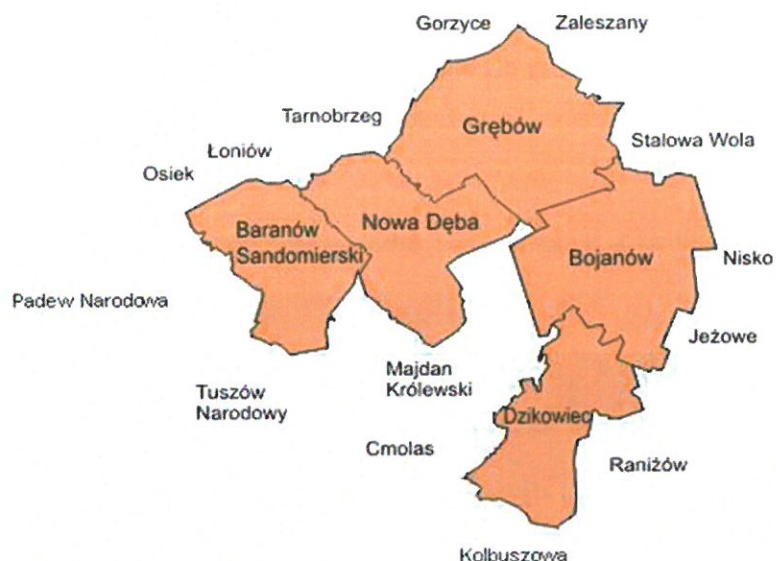 Gorzyce
Zaleszany
Tarnobrzeg
Grębów
Stalowa Wola
Łoniów
Osiek
Nowa Dęba
Baranów
Sandomierski
Bojanów
Nisko
Padew Narodowa
Jeżowe
Majdan
Królewski
Tuszów
Narodowy
Dzikowiec
Cmolas
Raniżów
Kolbuszowa